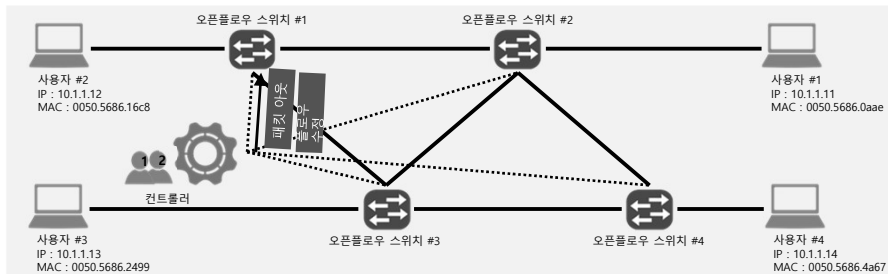 오픈플로우 스위치 #1
오픈플로우 스위치 #2
사용자 #2
IP : 10.1.1.12
MAC : 0050.5686.16c8
사용자 #1
IP : 10.1.1.11
MAC : 0050.5686.0aae
패킷 아웃
플로우
수정
1 2
컨트롤러
사용자 #3
IP : 10.1.1.13
MAC : 0050.5686.2499
오픈플로우 스위치 #3
오픈플로우 스위치 #4
사용자 #4
IP : 10.1.1.14
MAC : 0050.5686.4a67